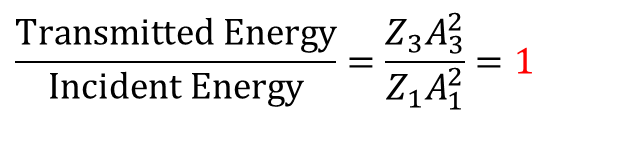 Transmitted Energy / Incident Energy = Z₃A₃² / Z₁A₁² = 1